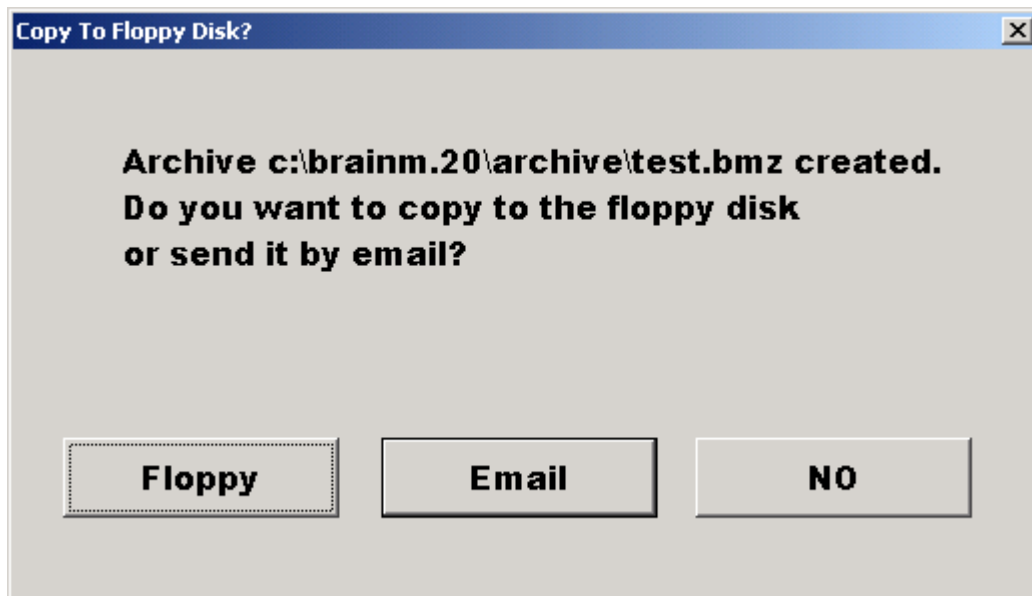 Copy To Floppy Disk?
Archive c:\brainm.20\archive\test.bmz created.
Do you want to copy to the floppy disk
or send it by email?
Floppy Email NO